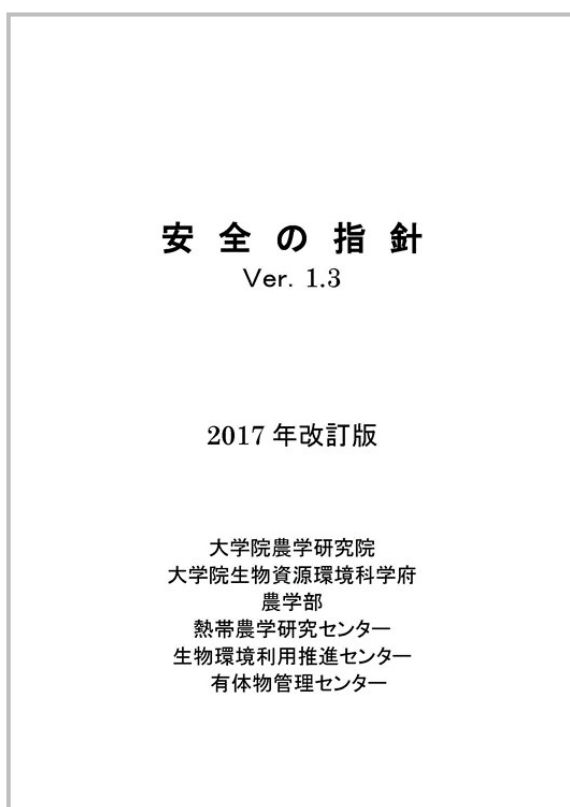 安全の指針
Ver. 1.3
2017 年改訂版
大学院農学研究院
大学院生物資源環境科学府
農学部
熱帯農学研究センター
生物環境利用推進センター
有体物管理センター